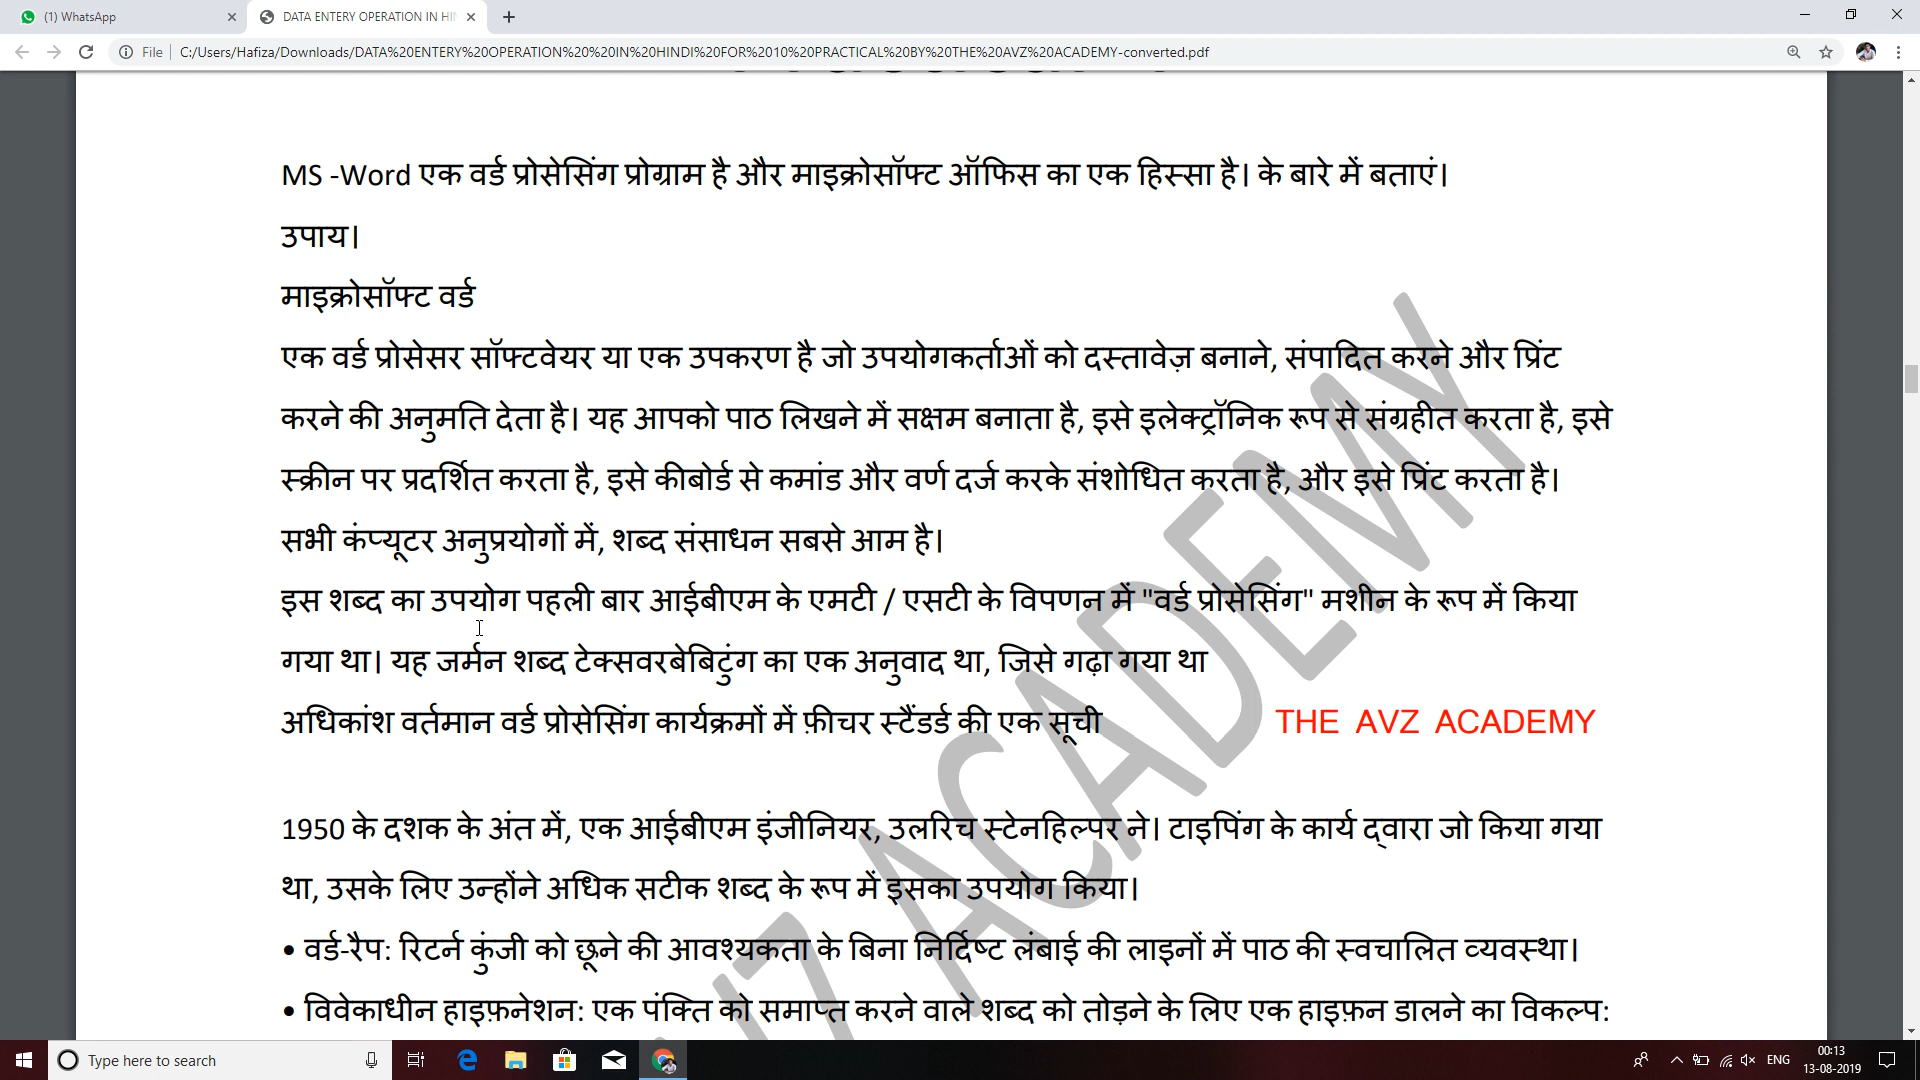 (1) WhatsApp
DATA ENTERY OPERATION IN HIN
File C:/Users/Hafiza/Downloads/DATA%20ENTERY%20OPERATION%20%20IN%20HINDI%20FOR%2010%20PRACTICAL%20BY%20THE%20AVZ%20ACADEMY-converted.pdf
MS -Word एक वर्ड प्रोसेसिंग प्रोग्राम है और माइक्रोसॉफ्ट ऑफिस का एक हिस्सा है। के बारे में बताएं।
उपाय।
माइक्रोसॉफ्ट वर्ड
एक वर्ड प्रोसेसर सॉफ्टवेयर या एक उपकरण है जो उपयोगकर्ताओं को दस्तावेज़ बनाने, संपादित करने और प्रिंट
करने की अनुमति देता है। यह आपको पाठ लिखने में सक्षम बनाता है, इसे इलेक्ट्रॉनिक रूप से संग्रहीत करता है, इसे
स्क्रीन पर प्रदर्शित करता है, इसे कीबोर्ड से कमांड और वर्ण दर्ज करके संशोधित करता है, और इसे प्रिंट करता है।
सभी कंप्यूटर अनुप्रयोगों में, शब्द संसाधन सबसे आम है।
इस शब्द का उपयोग पहली बार आईबीएम के एमटी / एसटी के विपणन में "वर्ड प्रोसेसिंग" मशीन के रूप में किया
गया था। यह जर्मन शब्द टेक्सवरबेबिटुंग का एक अनुवाद था, जिसे गढ़ा गया था
अधिकांश वर्तमान वर्ड प्रोसेसिंग कार्यक्रमों में फ़ीचर स्टैंडर्ड की एक सूची THE AVZ ACADEMY
1950 के दशक के अंत में, एक आईबीएम इंजीनियर, उलरिच स्टेनहिल्पर ने। टाइपिंग के कार्य द्वारा जो किया गया
था, उसके लिए उन्होंने अधिक सटीक शब्द के रूप में इसका उपयोग किया।
• वर्ड-रैप: रिटर्न कुंजी को छूने की आवश्यकता के बिना निर्दिष्ट लंबाई की लाइनों में पाठ की स्वचालित व्यवस्था।
• विवेकाधीन हाइफ़नेशन: एक पंक्ति को समाप्त करने वाले शब्द को तोड़ने के लिए एक हाइफ़न डालने का विकल्प:
VZ ACADEMY
Type here to search
ENG
00:13
13-08-2019